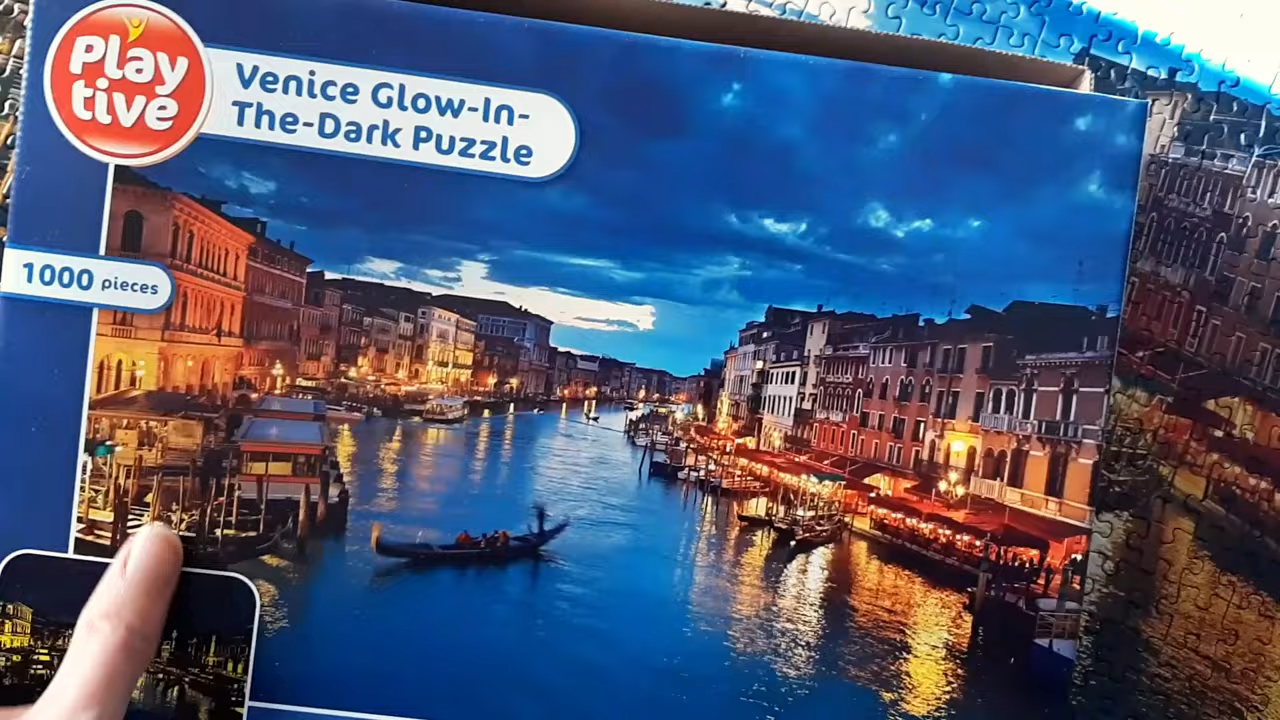 Play
tive
Venice Glow-In-
The-Dark Puzzle
1000 pieces